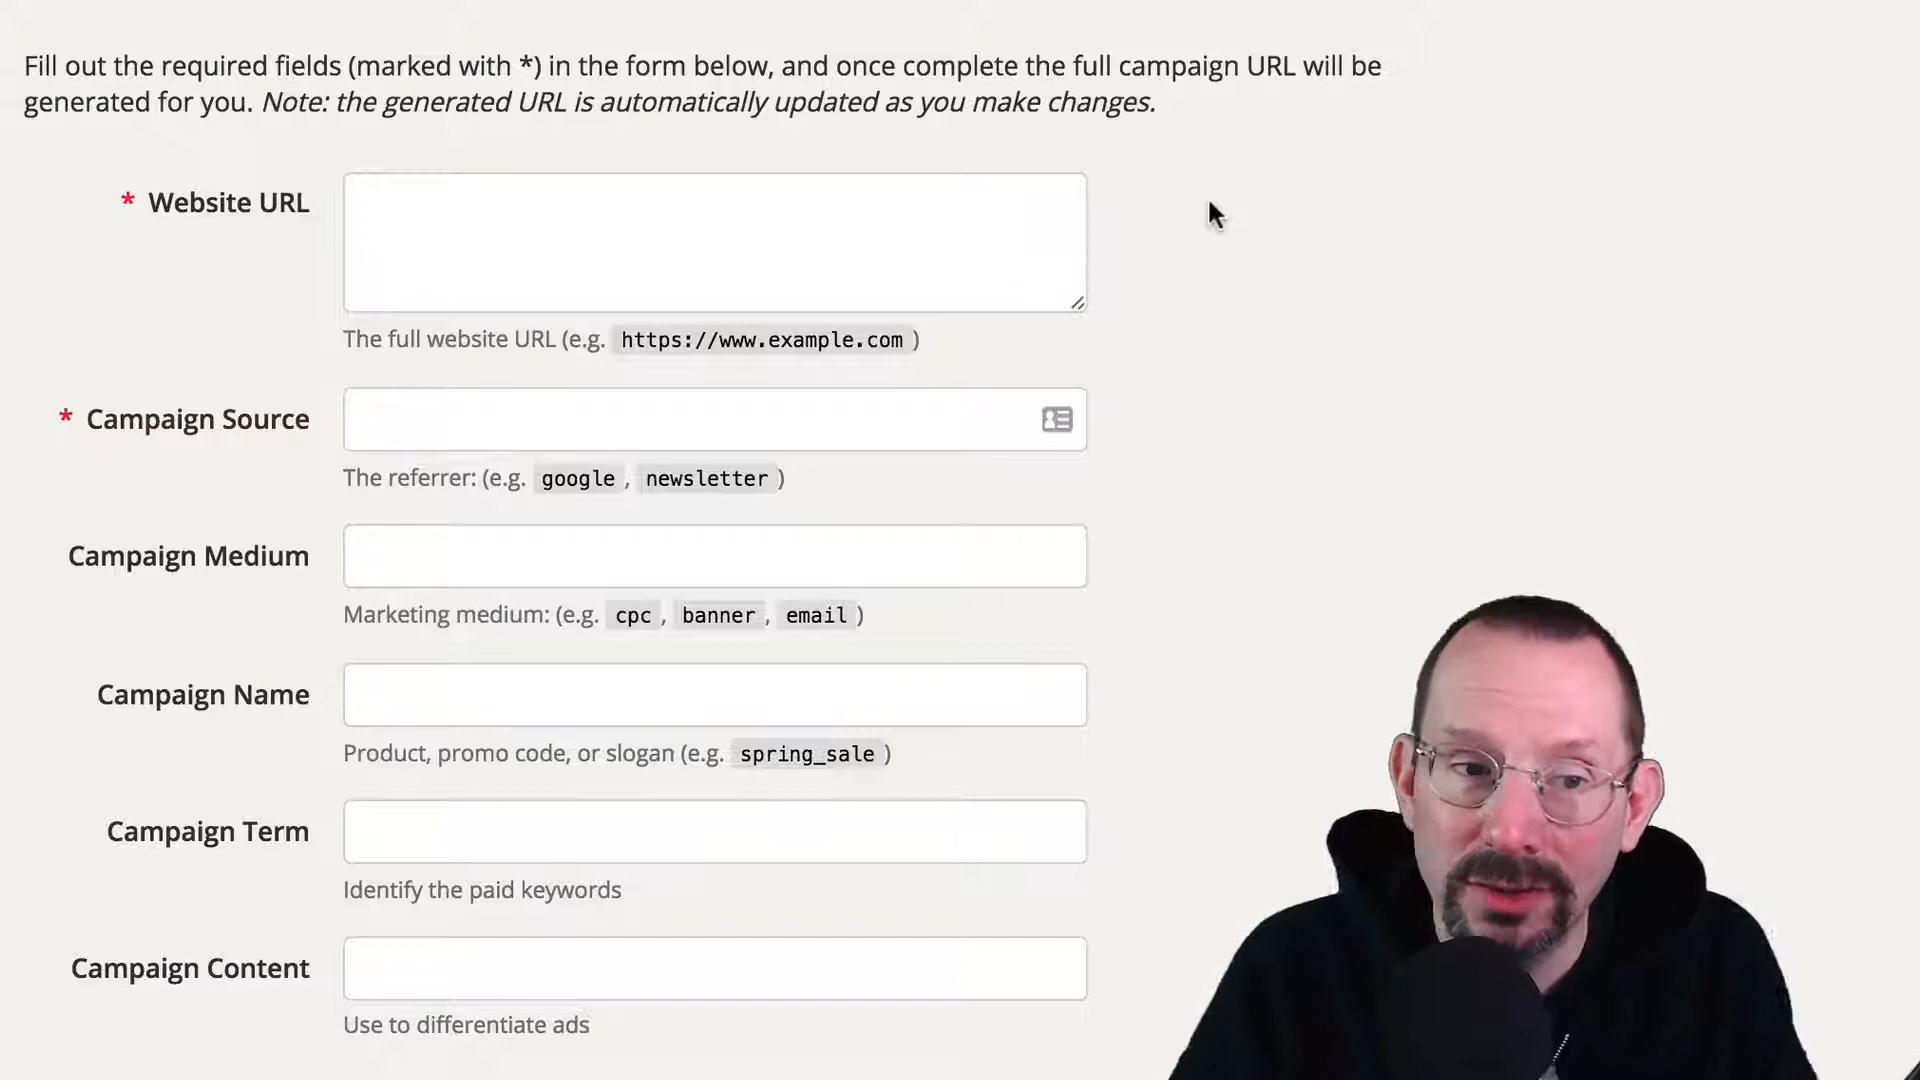 Fill out the required fields (marked with *) in the form below, and once complete the full campaign URL will be
generated for you. Note: the generated URL is automatically updated as you make changes.
* Website URL
The full website URL (e.g. https://www.example.com )
* Campaign Source
The referrer: (e.g. google , newsletter )
Campaign Medium
Marketing medium: (e.g. cpc , banner , email )
Campaign Name
Product, promo code, or slogan (e.g. spring_sale )
Campaign Term
Identify the paid keywords
Campaign Content
Use to differentiate ads